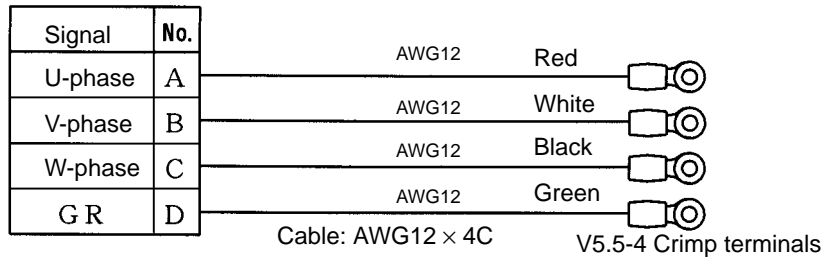 Signal No.
U-phase A AWG12 Red
V-phase B AWG12 White
W-phase C AWG12 Black
GR D AWG12 Green
Cable: AWG12 × 4C
V5.5-4 Crimp terminals